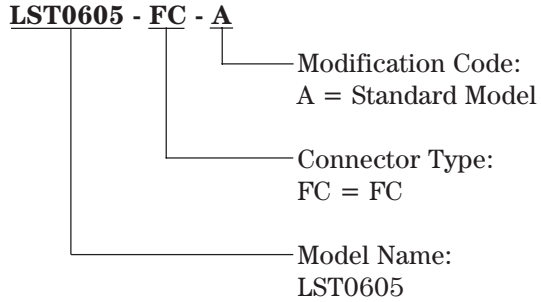 LST0605 - FC - A
Modification Code:
A = Standard Model
Connector Type:
FC = FC
Model Name:
LST0605